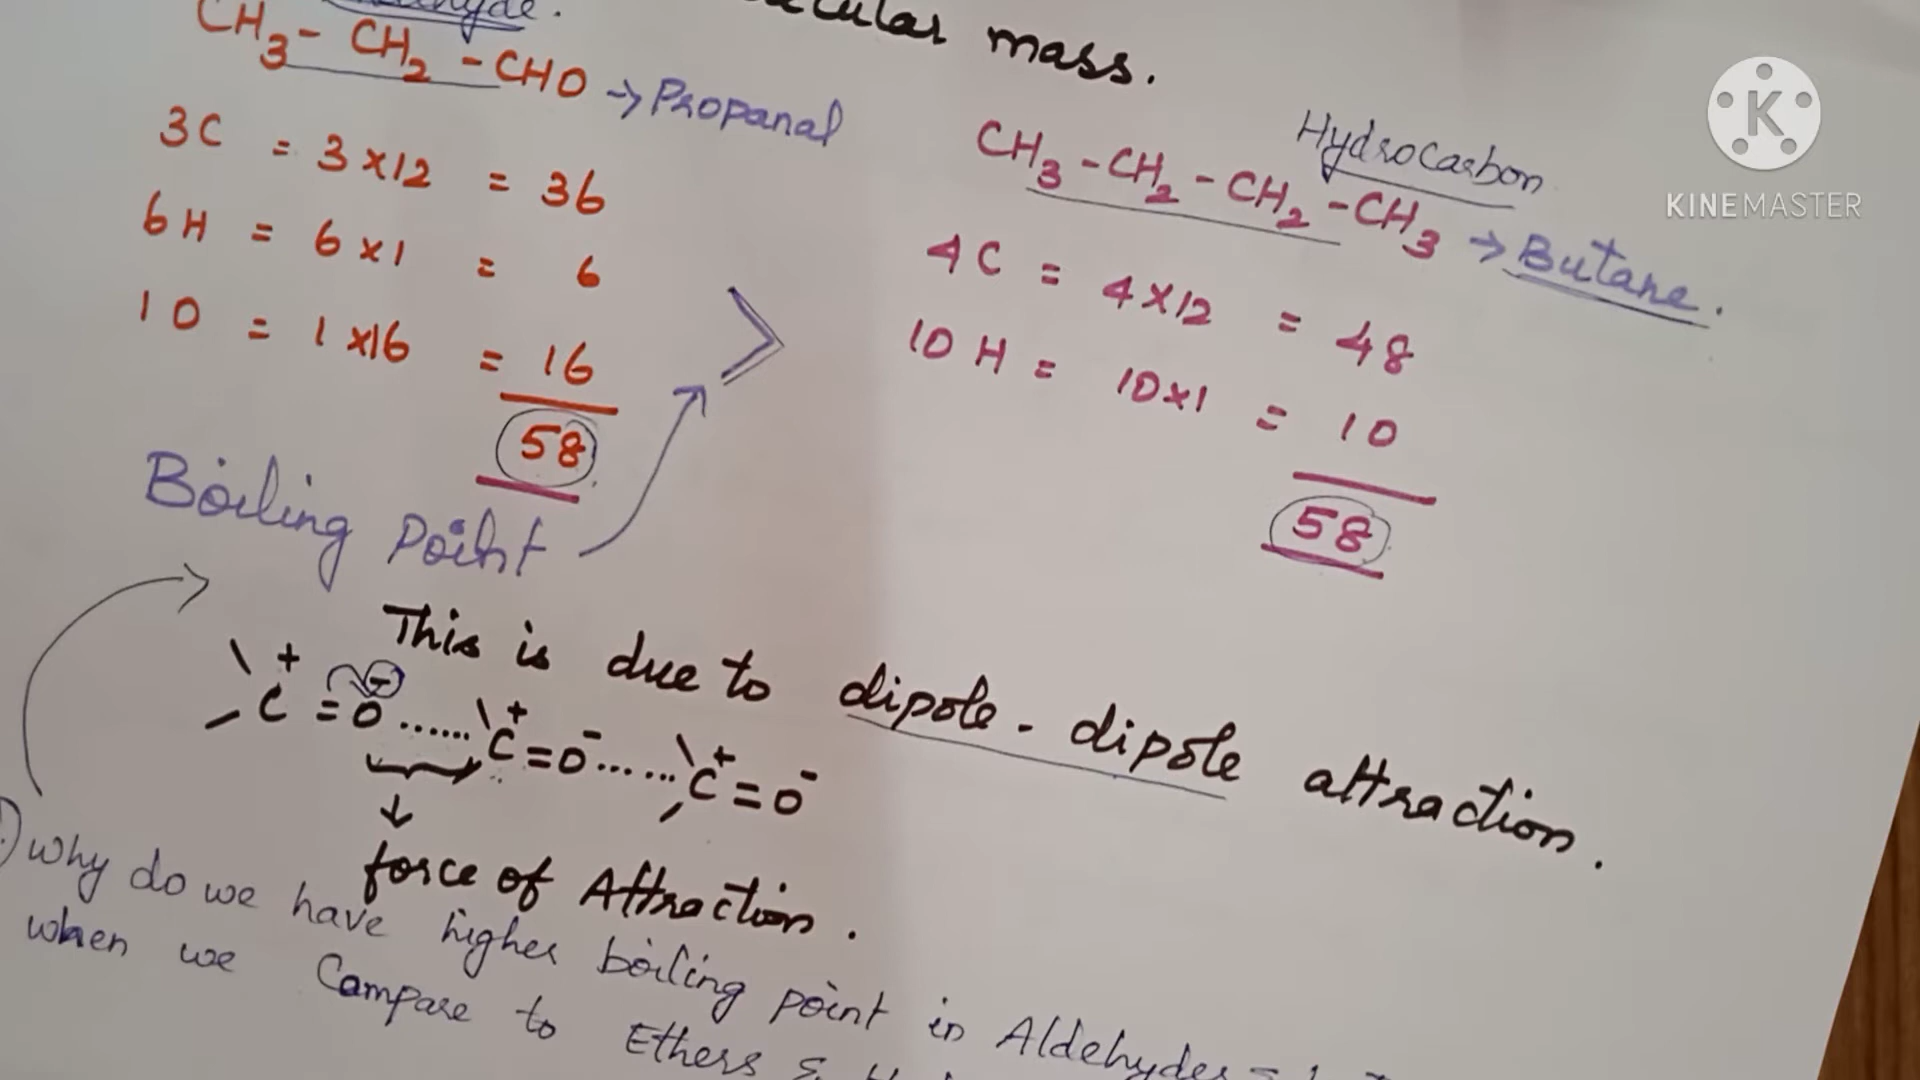 mass.
CH3 - CH2 - CHO → Propanal
3C = 3 × 12 = 36
6H = 6 × 1 = 6
1O = 1 × 16 = 16
58
Hydrocarbon
CH3 - CH2 - CH2 - CH3 → Butane.
4C = 4 × 12 = 48
10 H = 10 × 1 = 10
58
>
Boiling point
This is due to dipole - dipole attraction.
C+ = O- ...... C+ = O- ...... C+ = O-
force of Attraction.
Why do we have higher boiling point in Aldehydes
when we Compare to Ethers &
K
KINEMASTER